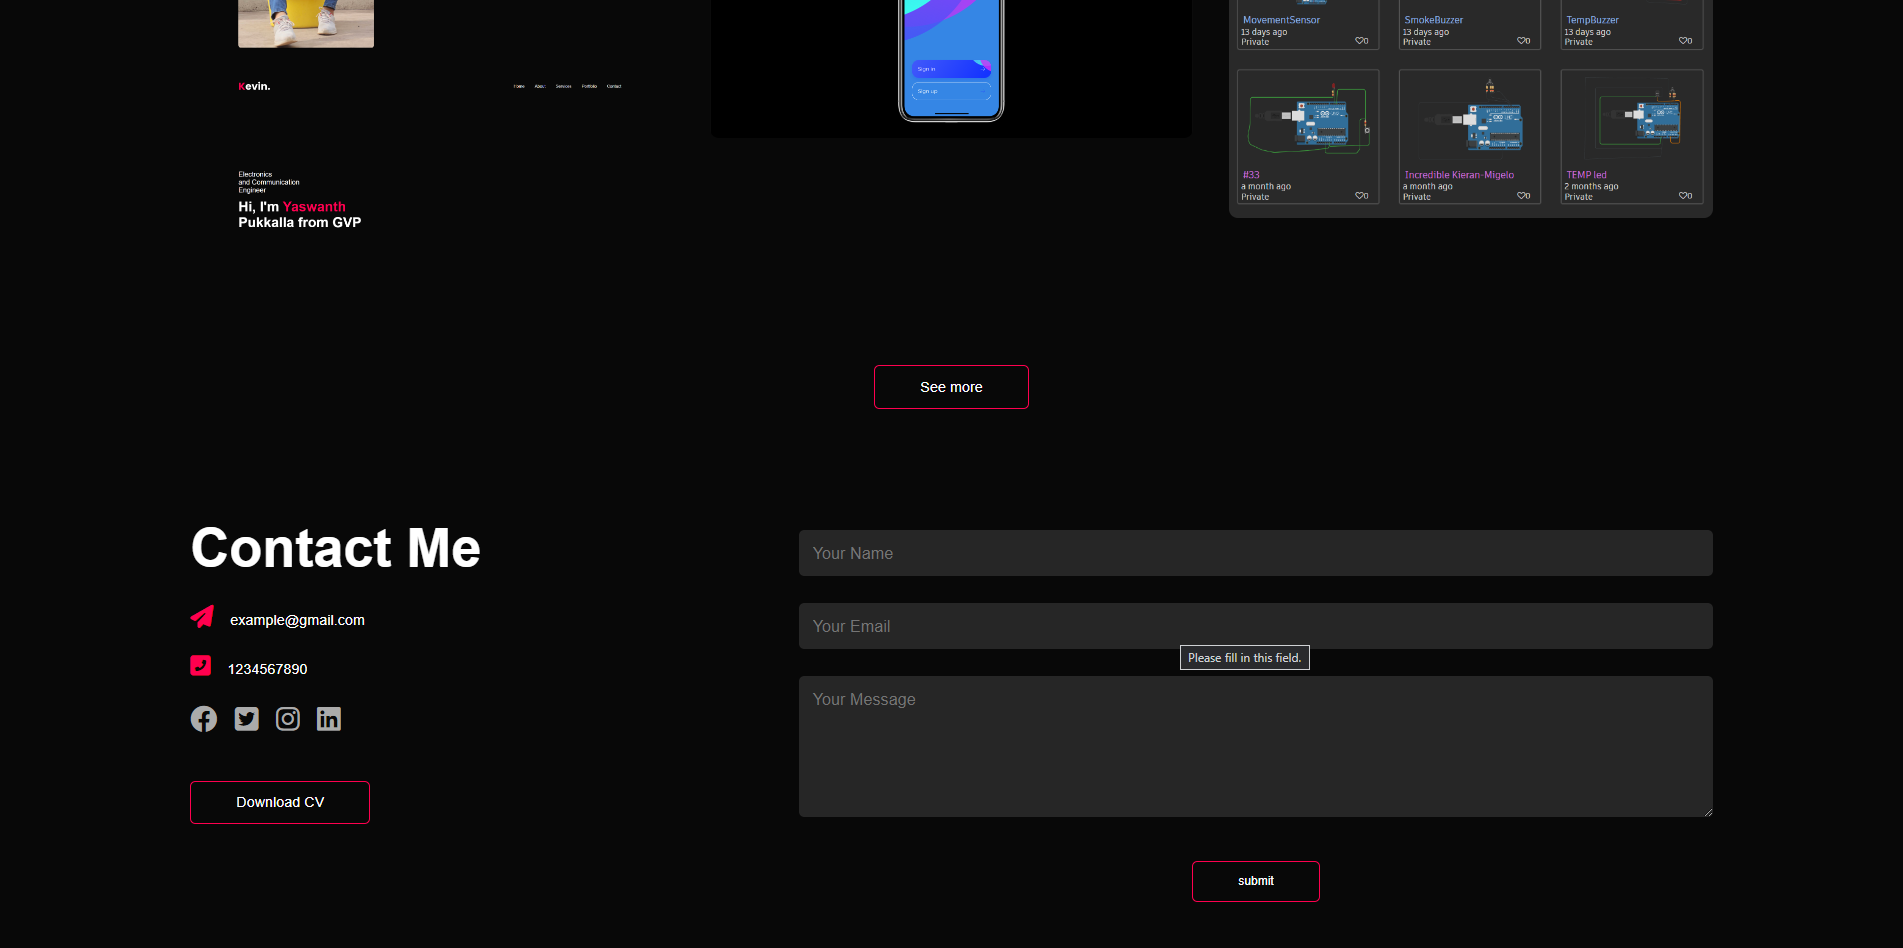 Kevin.
Home About Services Portfolio Contact
Electronics
and Communication
Engineer
Hi, I'm Yaswanth
Pukkalla from GVP
Sign in
Sign up
MovementSensor
13 days ago
Private 0
SmokeBuzzer
13 days ago
Private 0
TempBuzzer
13 days ago
Private 0
#33
a month ago
Private 0
Incredible Kieran-Migelo
a month ago
Private 0
TEMP led
2 months ago
Private 0
See more
Contact Me
example@gmail.com
1234567890
Download CV
Your Name
Your Email
Please fill in this field.
Your Message
submit